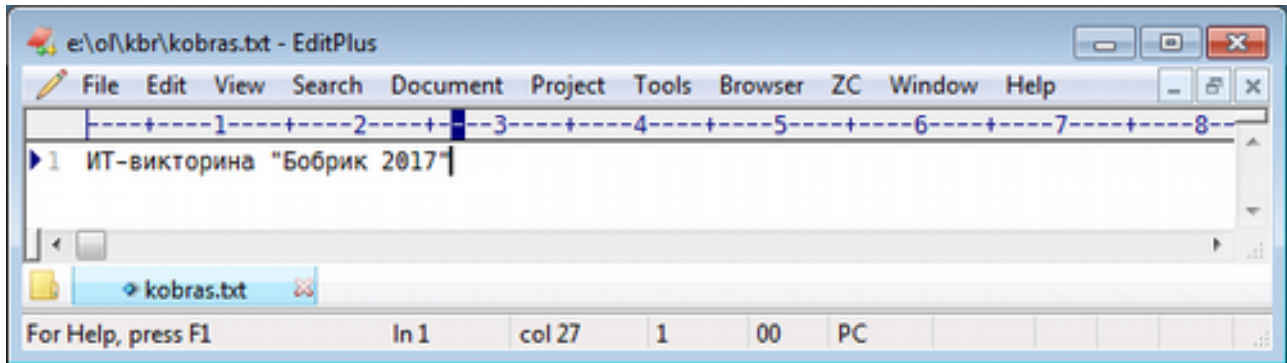 e:\ol\kbr\kobras.txt - EditPlus
File Edit View Search Document Project Tools Browser ZC Window Help
----+----1----+----2----+----3----+----4----+----5----+----6----+----7----+----8--
1 ИТ-викторина "Бобрик 2017"
kobras.txt
For Help, press F1 ln 1 col 27 1 00 PC